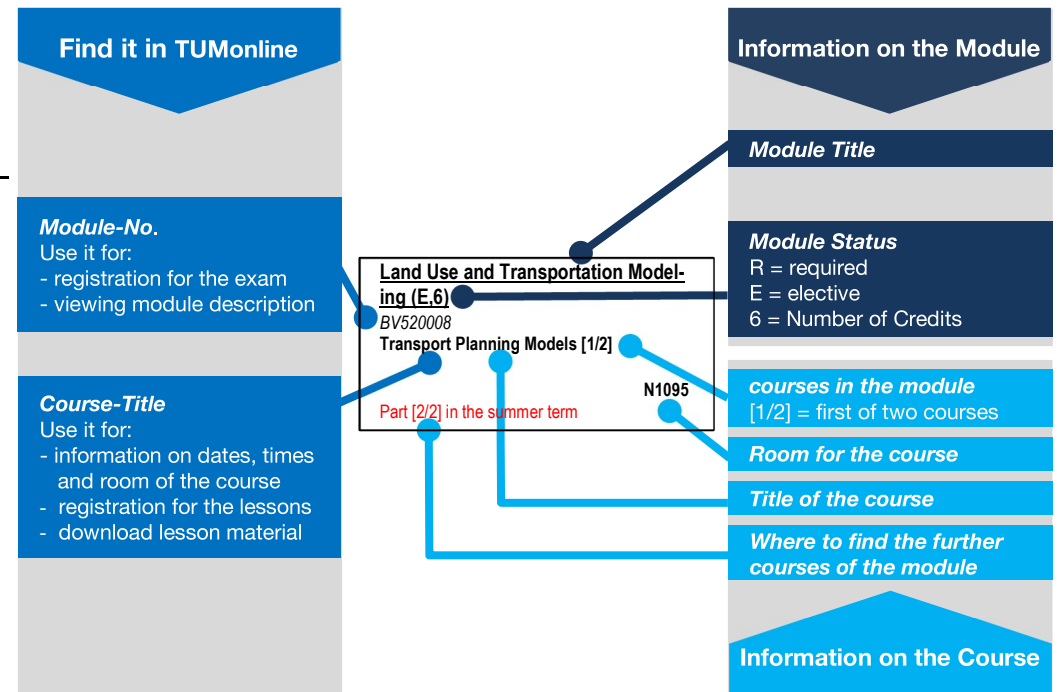 Find it in TUMonline
Module-No.
Use it for:
- registration for the exam
- viewing module description
Course-Title
Use it for:
- information on dates, times
and room of the course
- registration for the lessons
- download lesson material
Land Use and Transportation Model-
ing (E,6)
BV520008
Transport Planning Models [1/2]
N1095
Part [2/2] in the summer term
Information on the Module
Module Title
Module Status
R = required
E = elective
6 = Number of Credits
courses in the module
[1/2] = first of two courses
Room for the course
Title of the course
Where to find the further
courses of the module
Information on the Course